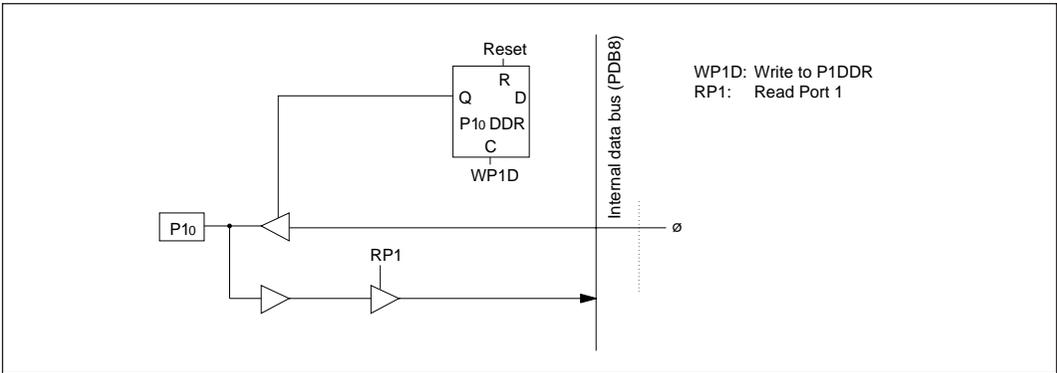 Reset
R
Q D
P10 DDR
C
WP1D
Internal data bus (PDB8)
WP1D: Write to P1DDR
RP1: Read Port 1
P10
ø
RP1